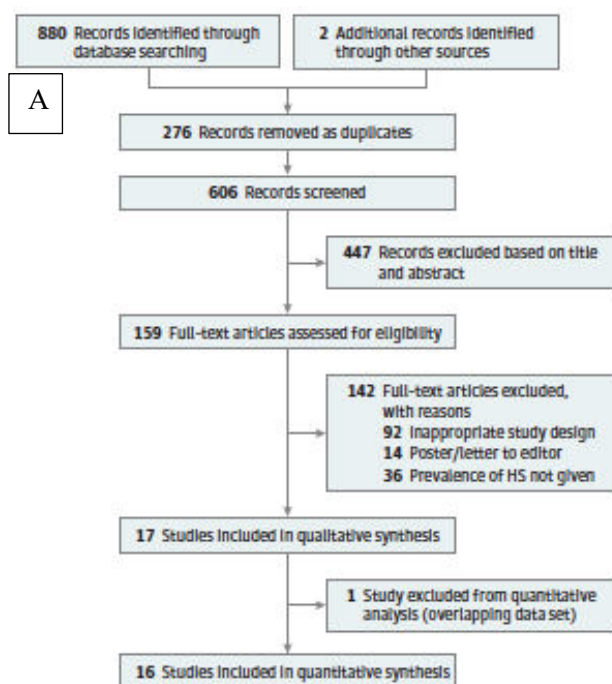 880 Records identified through
database searching
2 Additional records identified
through other sources
A
276 Records removed as duplicates
606 Records screened
447 Records excluded based on title
and abstract
159 Full-text articles assessed for eligibility
142 Full-text articles excluded,
with reasons
92 Inappropriate study design
14 Poster/letter to editor
36 Prevalence of HS not given
17 Studies included in qualitative synthesis
1 Study excluded from quantitative
analysis (overlapping data set)
16 Studies included in quantitative synthesis